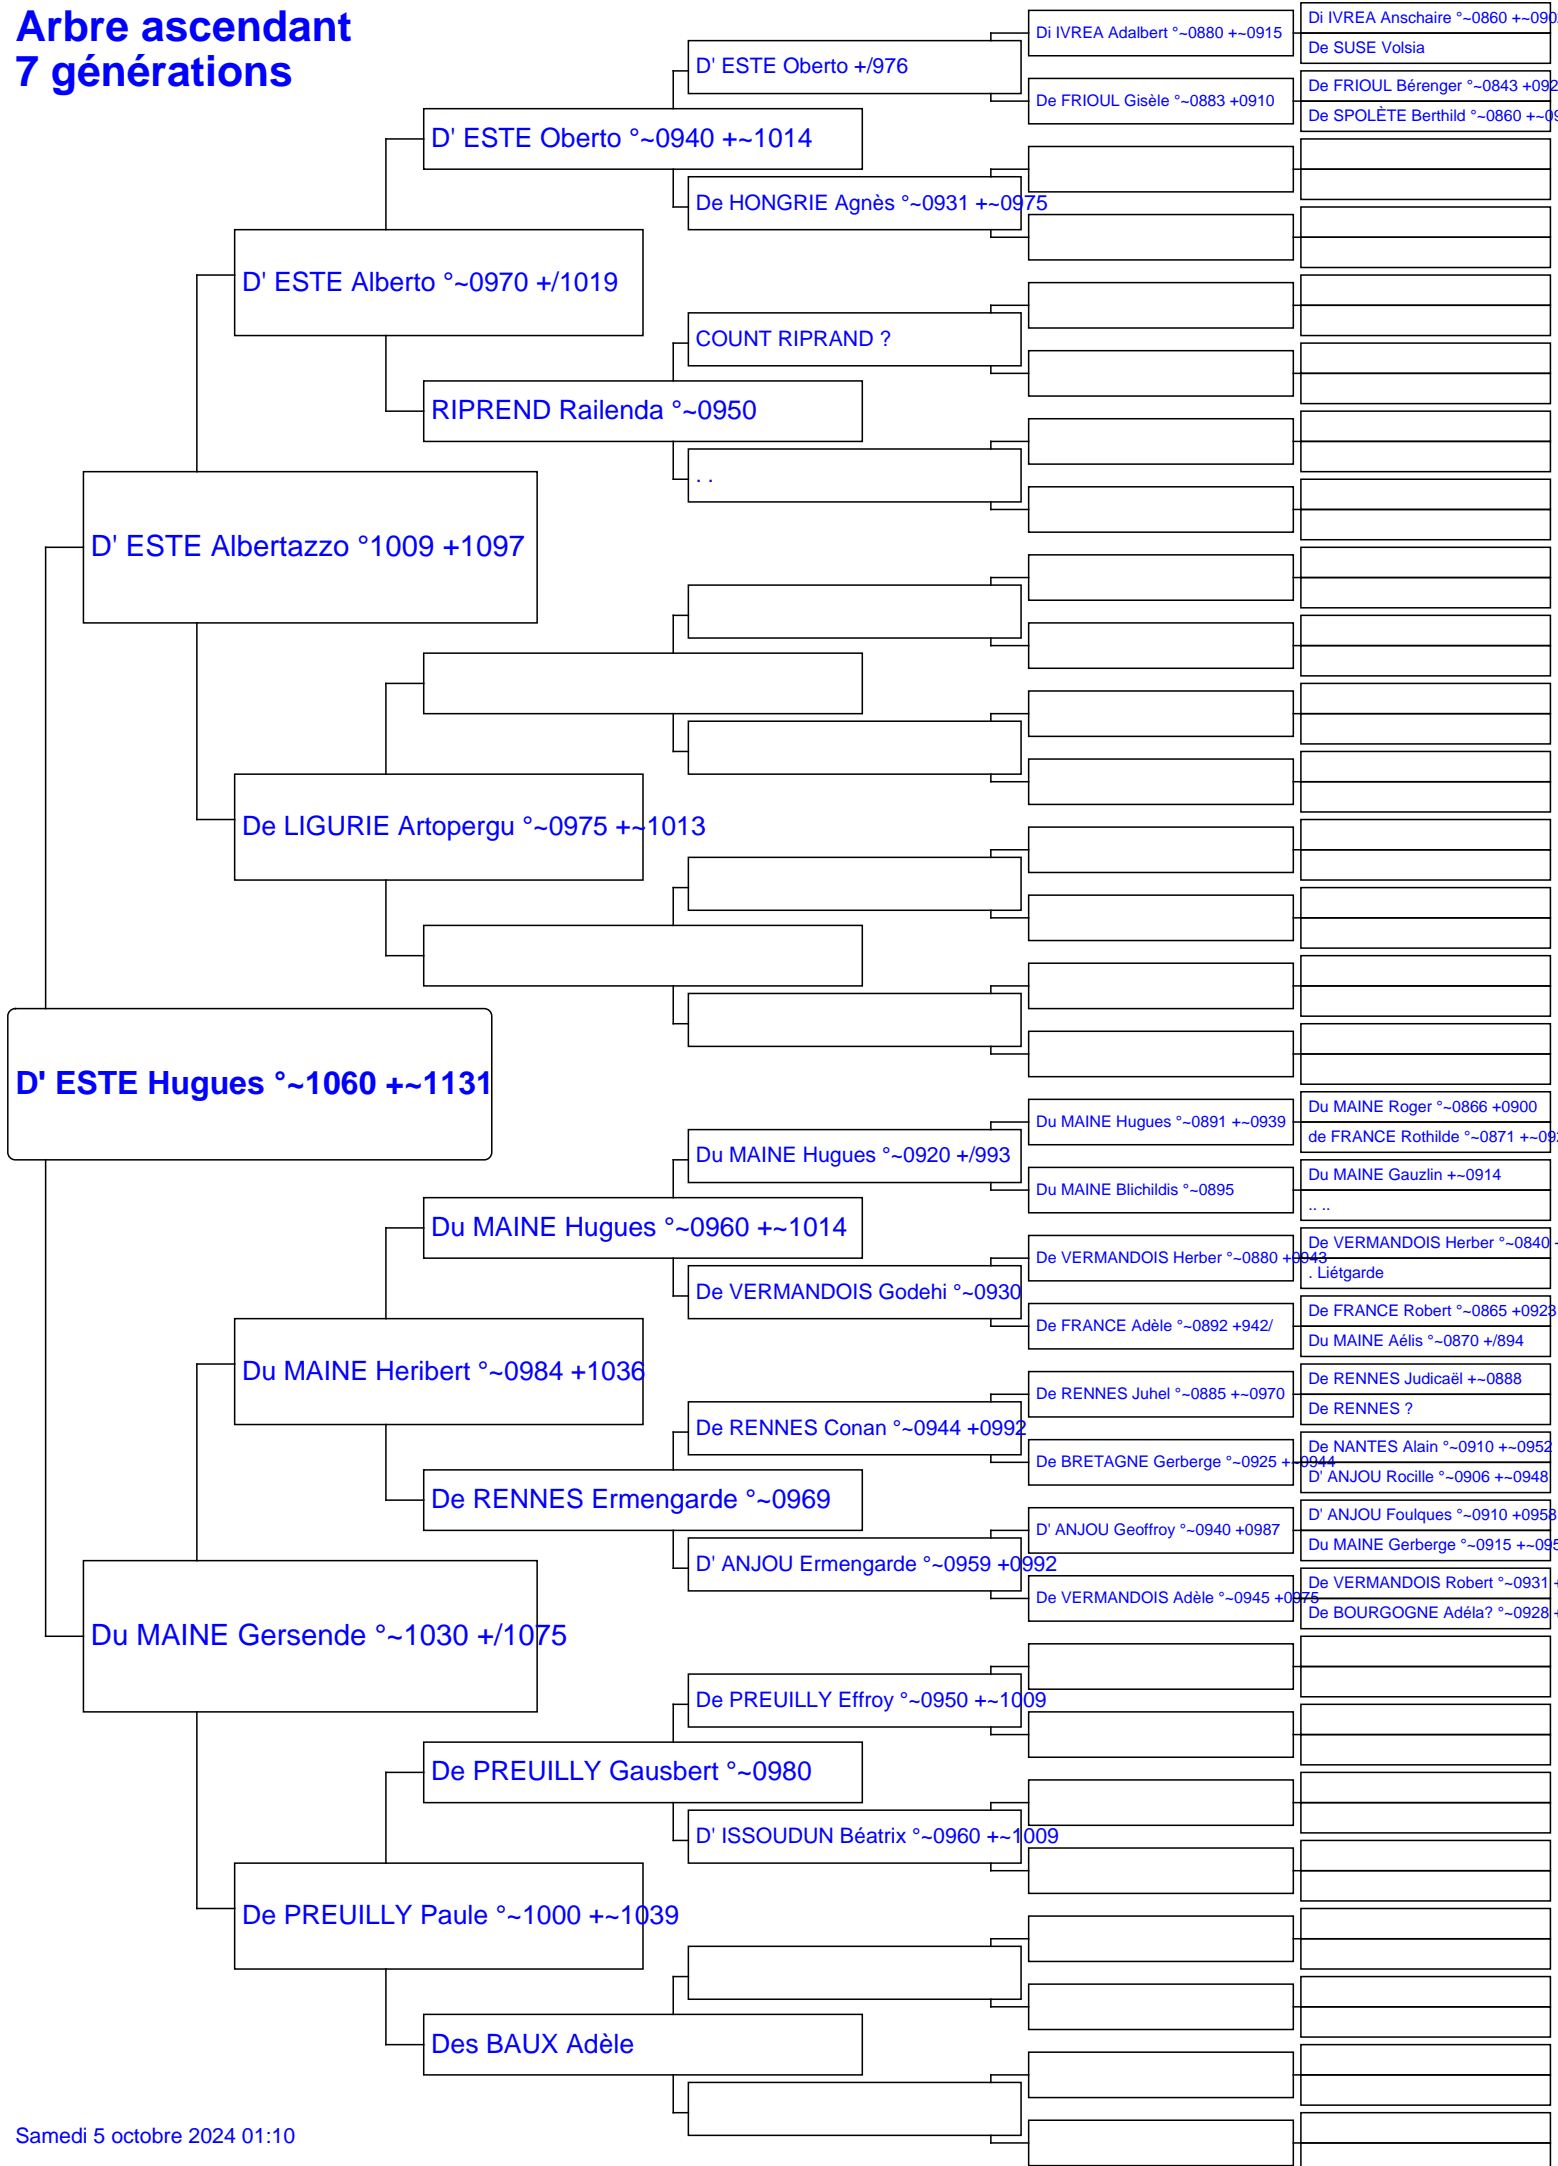 Arbre ascendant
7 générations
Di IVREA Anschaire °~0860 +~090
Di IVREA Adalbert °~0880 +~0915
De SUSE Volsia
D' ESTE Oberto +/976
De FRIOUL Bérenger °~0843 +092
De FRIOUL Gisèle °~0883 +0910
De SPOLÈTE Berthild °~0860 +~09
D' ESTE Oberto °~0940 +~1014
De HONGRIE Agnès °~0931 +~0975
D' ESTE Alberto °~0970 +/1019
COUNT RIPRAND ?
RIPREND Railenda °~0950
. .
D' ESTE Albertazzo °1009 +1097
De LIGURIE Artopergu °~0975 +~1013
D' ESTE Hugues °~1060 +~1131
Du MAINE Roger °~0866 +0900
Du MAINE Hugues °~0891 +~0939
de FRANCE Rothilde °~0871 +~092
Du MAINE Hugues °~0920 +/993
Du MAINE Gauzlin +~0914
Du MAINE Blichildis °~0895
.. ..
Du MAINE Hugues °~0960 +~1014
De VERMANDOIS Herber °~0840 +
De VERMANDOIS Herber °~0880 +0943
. Liétgarde
De VERMANDOIS Godehi °~0930
De FRANCE Robert °~0865 +0923
De FRANCE Adèle °~0892 +942/
Du MAINE Aélis °~0870 +/894
Du MAINE Heribert °~0984 +1036
De RENNES Judicaël +~0888
De RENNES Juhel °~0885 +~0970
De RENNES ?
De RENNES Conan °~0944 +0992
De NANTES Alain °~0910 +~0952
De BRETAGNE Gerberge °~0925 +~0944
D' ANJOU Rocille °~0906 +~0948
De RENNES Ermengarde °~0969
D' ANJOU Foulques °~0910 +0958
D' ANJOU Geoffroy °~0940 +0987
Du MAINE Gerberge °~0915 +~095
D' ANJOU Ermengarde °~0959 +0992
De VERMANDOIS Robert °~0931 +
De VERMANDOIS Adèle °~0945 +0975
De BOURGOGNE Adéla? °~0928 +
Du MAINE Gersende °~1030 +/1075
De PREUILLY Effroy °~0950 +~1009
De PREUILLY Gausbert °~0980
D' ISSOUDUN Béatrix °~0960 +~1009
De PREUILLY Paule °~1000 +~1039
Des BAUX Adèle
Samedi 5 octobre 2024 01:10